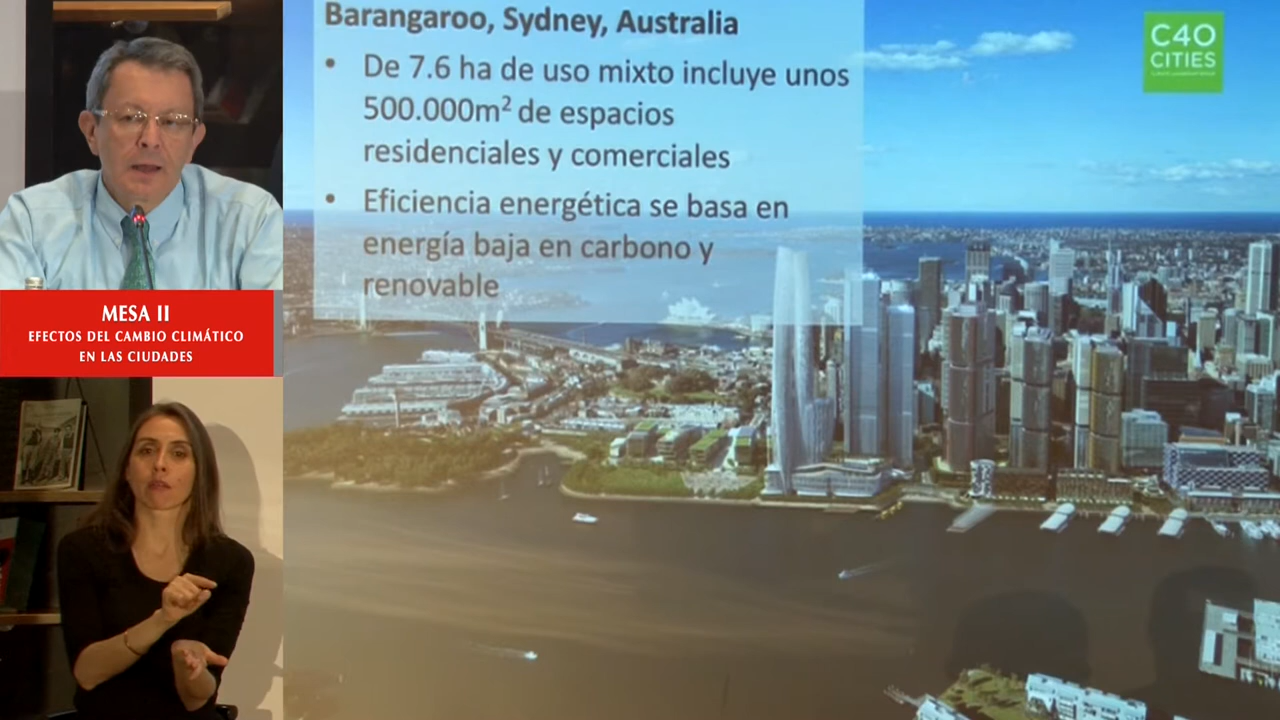 Barangaroo, Sydney, Australia
• De 7.6 ha de uso mixto incluye unos
500.000m² de espacios
residenciales y comerciales
• Eficiencia energética se basa en
energía baja en carbono y
renovable
C40
CITIES
MESA II
EFECTOS DEL CAMBIO CLIMÁTICO
EN LAS CIUDADES